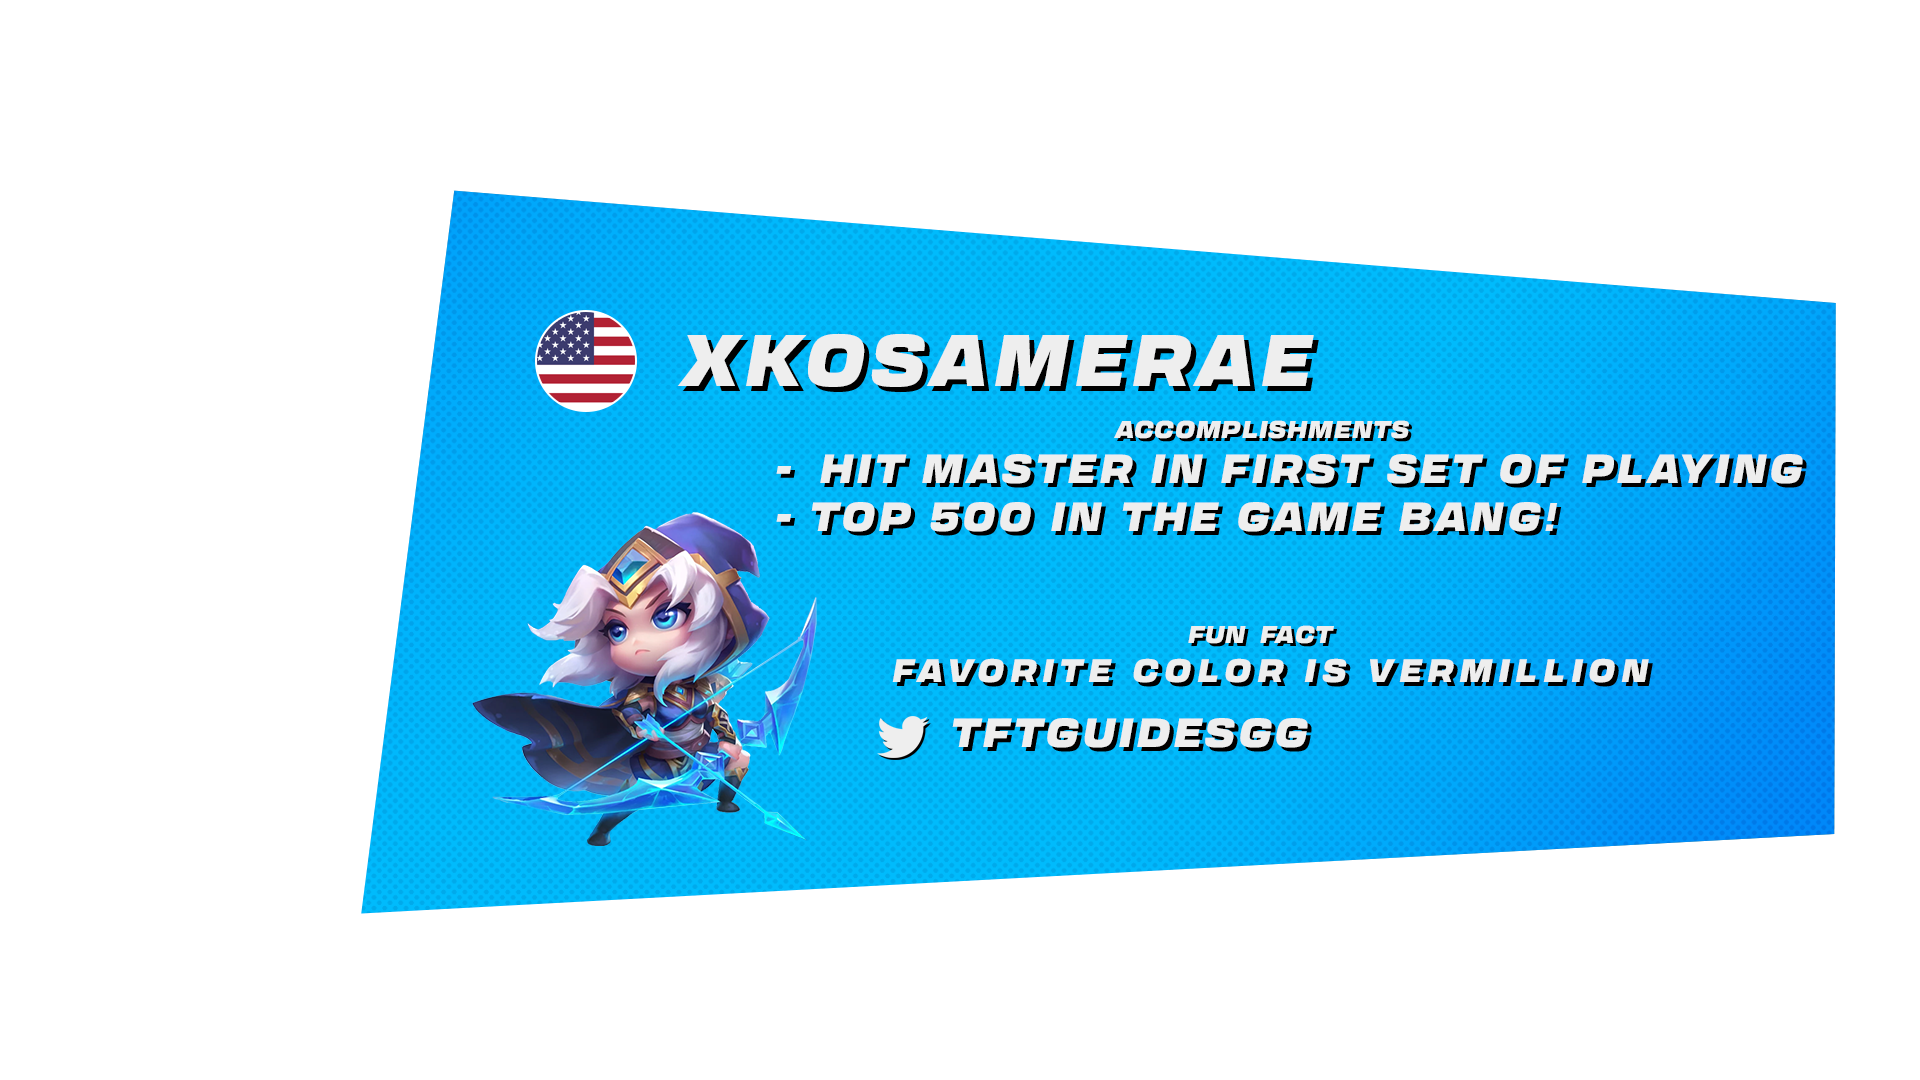 XKOSAMERAE
ACCOMPLISHMENTS
- HIT MASTER IN FIRST SET OF PLAYING
- TOP 500 IN THE GAME BANG!
FUN FACT
FAVORITE COLOR IS VERMILLION
TFTGUIDESGG